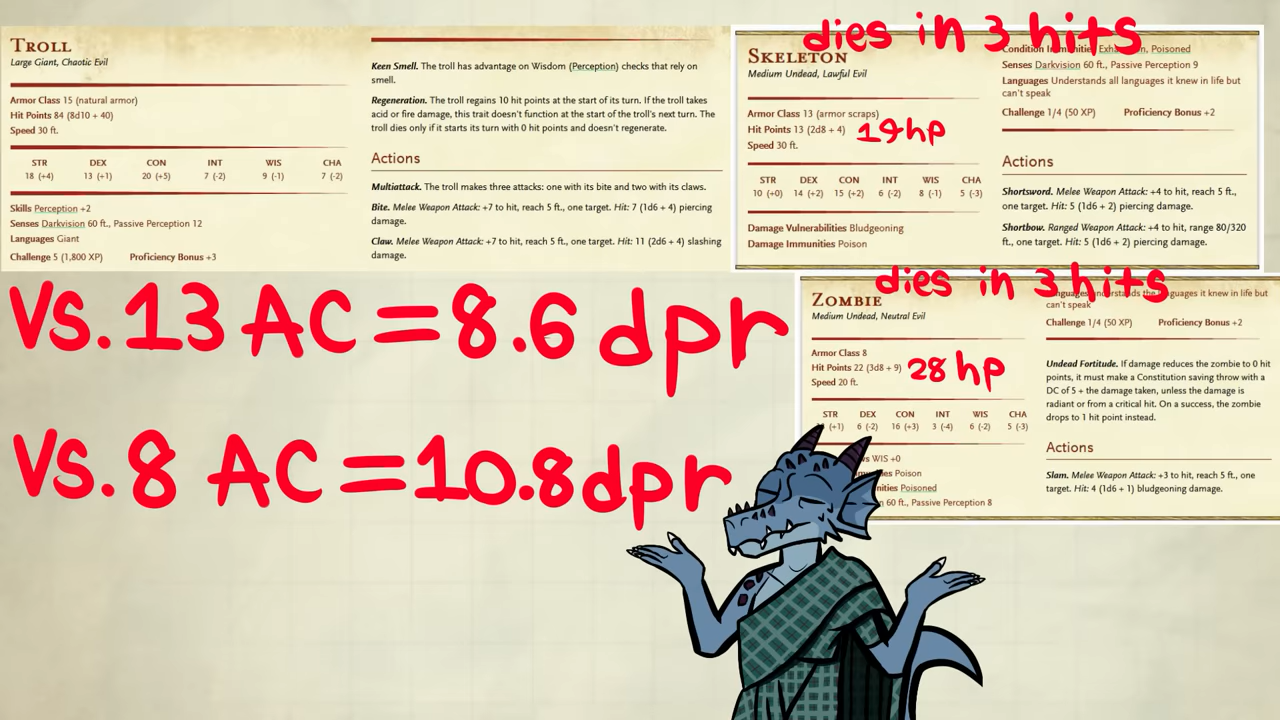 TROLL
Large Giant, Chaotic Evil
Armor Class 15 (natural armor)
Hit Points 84 (8d10 + 40)
Speed 30 ft.
STR DEX CON INT WIS CHA
18 (+4) 13 (+1) 20 (+5) 7 (-2) 9 (-1) 7 (-2)
Skills Perception +2
Senses Darkvision 60 ft., Passive Perception 12
Languages Giant
Challenge 5 (1,800 XP) Proficiency Bonus +3
Keen Smell. The troll has advantage on Wisdom (Perception) checks that rely on
smell.
Regeneration. The troll regains 10 hit points at the start of its turn. If the troll takes
acid or fire damage, this trait doesn't function at the start of the troll's next turn. The
troll dies only if it starts its turn with 0 hit points and doesn't regenerate.
Actions
Multiattack. The troll makes three attacks: one with its bite and two with its claws.
Bite. Melee Weapon Attack: +7 to hit, reach 5 ft., one target. Hit: 7 (1d6 + 4) piercing
damage.
Claw. Melee Weapon Attack: +7 to hit, reach 5 ft., one target. Hit: 11 (2d6 + 4) slashing
damage.
dies in 3 hits
SKELETON
Medium Undead, Lawful Evil
Armor Class 13 (armor scraps)
Hit Points 13 (2d8 + 4)
19hp
Speed 30 ft.
STR DEX CON INT WIS CHA
10 (+0) 14 (+2) 15 (+2) 6 (-2) 8 (-1) 5 (-3)
Damage Vulnerabilities Bludgeoning
Damage Immunities Poison
Condition Immunities Exhaustion, Poisoned
Senses Darkvision 60 ft., Passive Perception 9
Languages Understands all languages it knew in life but
can't speak
Challenge 1/4 (50 XP) Proficiency Bonus +2
Actions
Shortsword. Melee Weapon Attack: +4 to hit, reach 5 ft.,
one target. Hit: 5 (1d6 + 2) piercing damage.
Shortbow. Ranged Weapon Attack: +4 to hit, range 80/320
ft., one target. Hit: 5 (1d6 + 2) piercing damage.
Vs. 13 AC = 8.6 dpr
Vs. 8 AC = 10.8 dpr
dies in 3 hits
ZOMBIE
Medium Undead, Neutral Evil
Armor Class 8
Hit Points 22 (3d8 + 9)
28 hp
Speed 20 ft.
STR DEX CON INT WIS CHA
(+1) 6 (-2) 16 (+3) 3 (-4) 6 (-2) 5 (-3)
WIS +0
Poison
Poisoned
60 ft., Passive Perception 8
Languages understands the languages it knew in life but
can't speak
Challenge 1/4 (50 XP) Proficiency Bonus +2
Undead Fortitude. If damage reduces the zombie to 0 hit
points, it must make a Constitution saving throw with a
DC of 5 + the damage taken, unless the damage is
radiant or from a critical hit. On a success, the zombie
drops to 1 hit point instead.
Actions
Slam. Melee Weapon Attack: +3 to hit, reach 5 ft., one
target. Hit: 4 (1d6 + 1) bludgeoning damage.